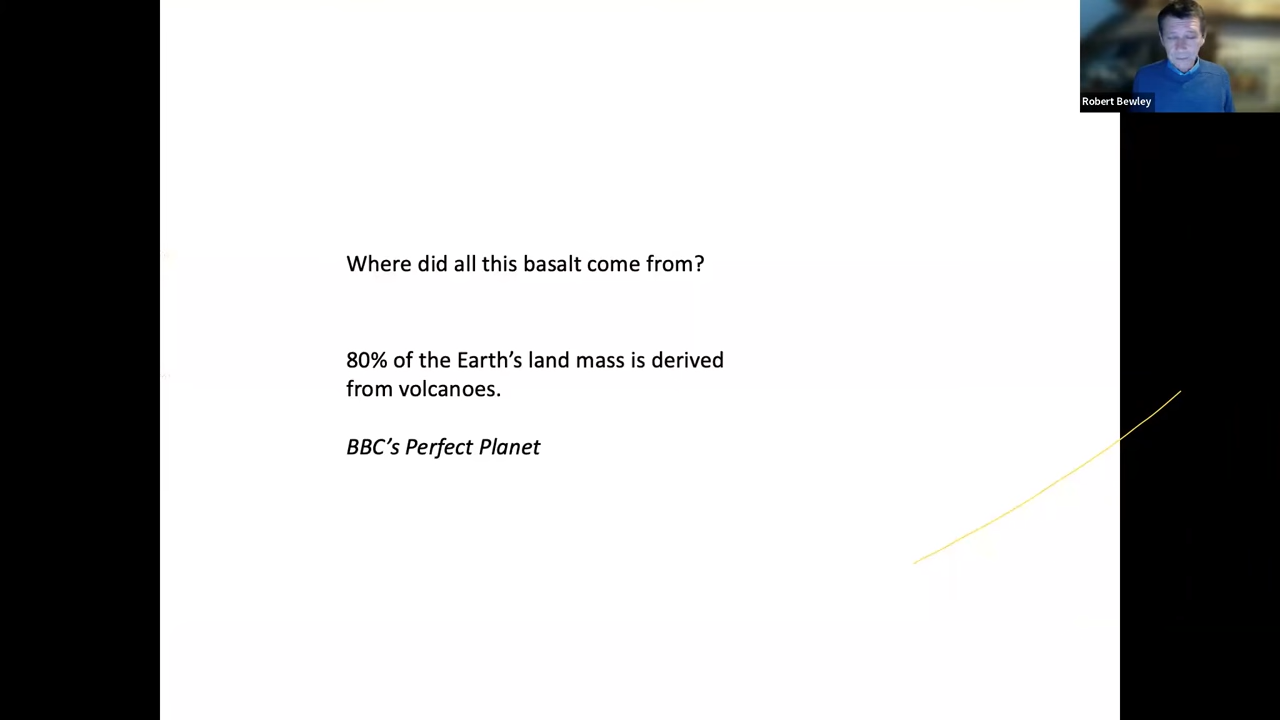 Robert Bewley
Where did all this basalt come from?
80% of the Earth’s land mass is derived
from volcanoes.
BBC’s Perfect Planet